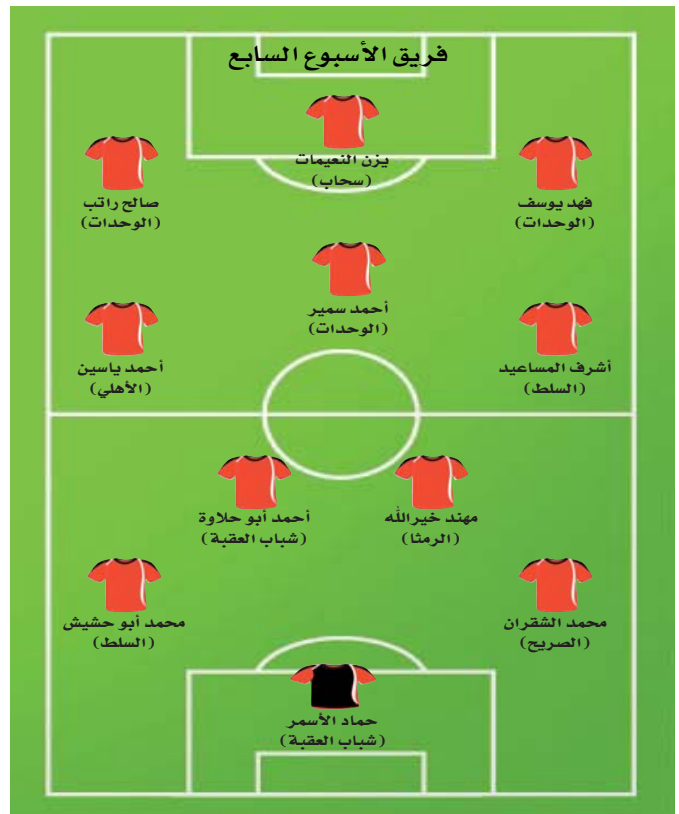 فريق الأسبوع السابع
يزن النعيمات
(سحاب)
فهد يوسف
(الوحدات)
صالح راتب
(الوحدات)
أحمد سمير
(الوحدات)
أشرف المساعيد
(السلط)
أحمد ياسين
(الأهلي)
مهند خيرالله
(الرمثا)
أحمد أبو حلاوة
(شباب العقبة)
محمد الشقران
(الصريح)
محمد أبو حشيش
(السلط)
حماد الأسمر
(شباب العقبة)